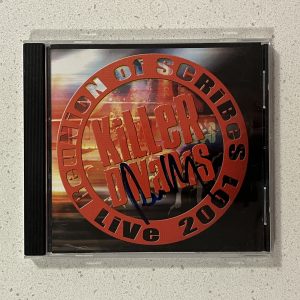 ReuNiON of SCRiBeS
KiLLeR
DWARfS
Live 2001